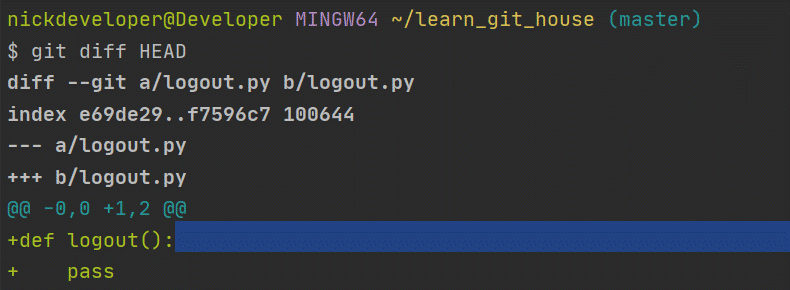 nickdeveloper@Developer MINGW64 ~/learn_git_house (master)
$ git diff HEAD
diff --git a/logout.py b/logout.py
index e69de29..f7596c7 100644
--- a/logout.py
+++ b/logout.py
@@ -0,0 +1,2 @@
+def logout():
+    pass